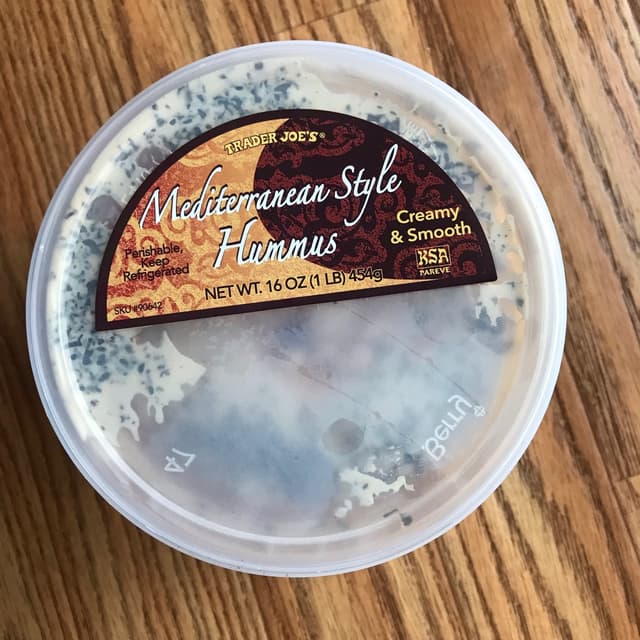 TRADER JOE'S®
Mediterranean Style
Hummus
Creamy
& Smooth
Perishable,
Keep
Refrigerated
KSA
PAREVE
NET WT. 16 OZ (1 LB) 454g
SKU #90642
Berry